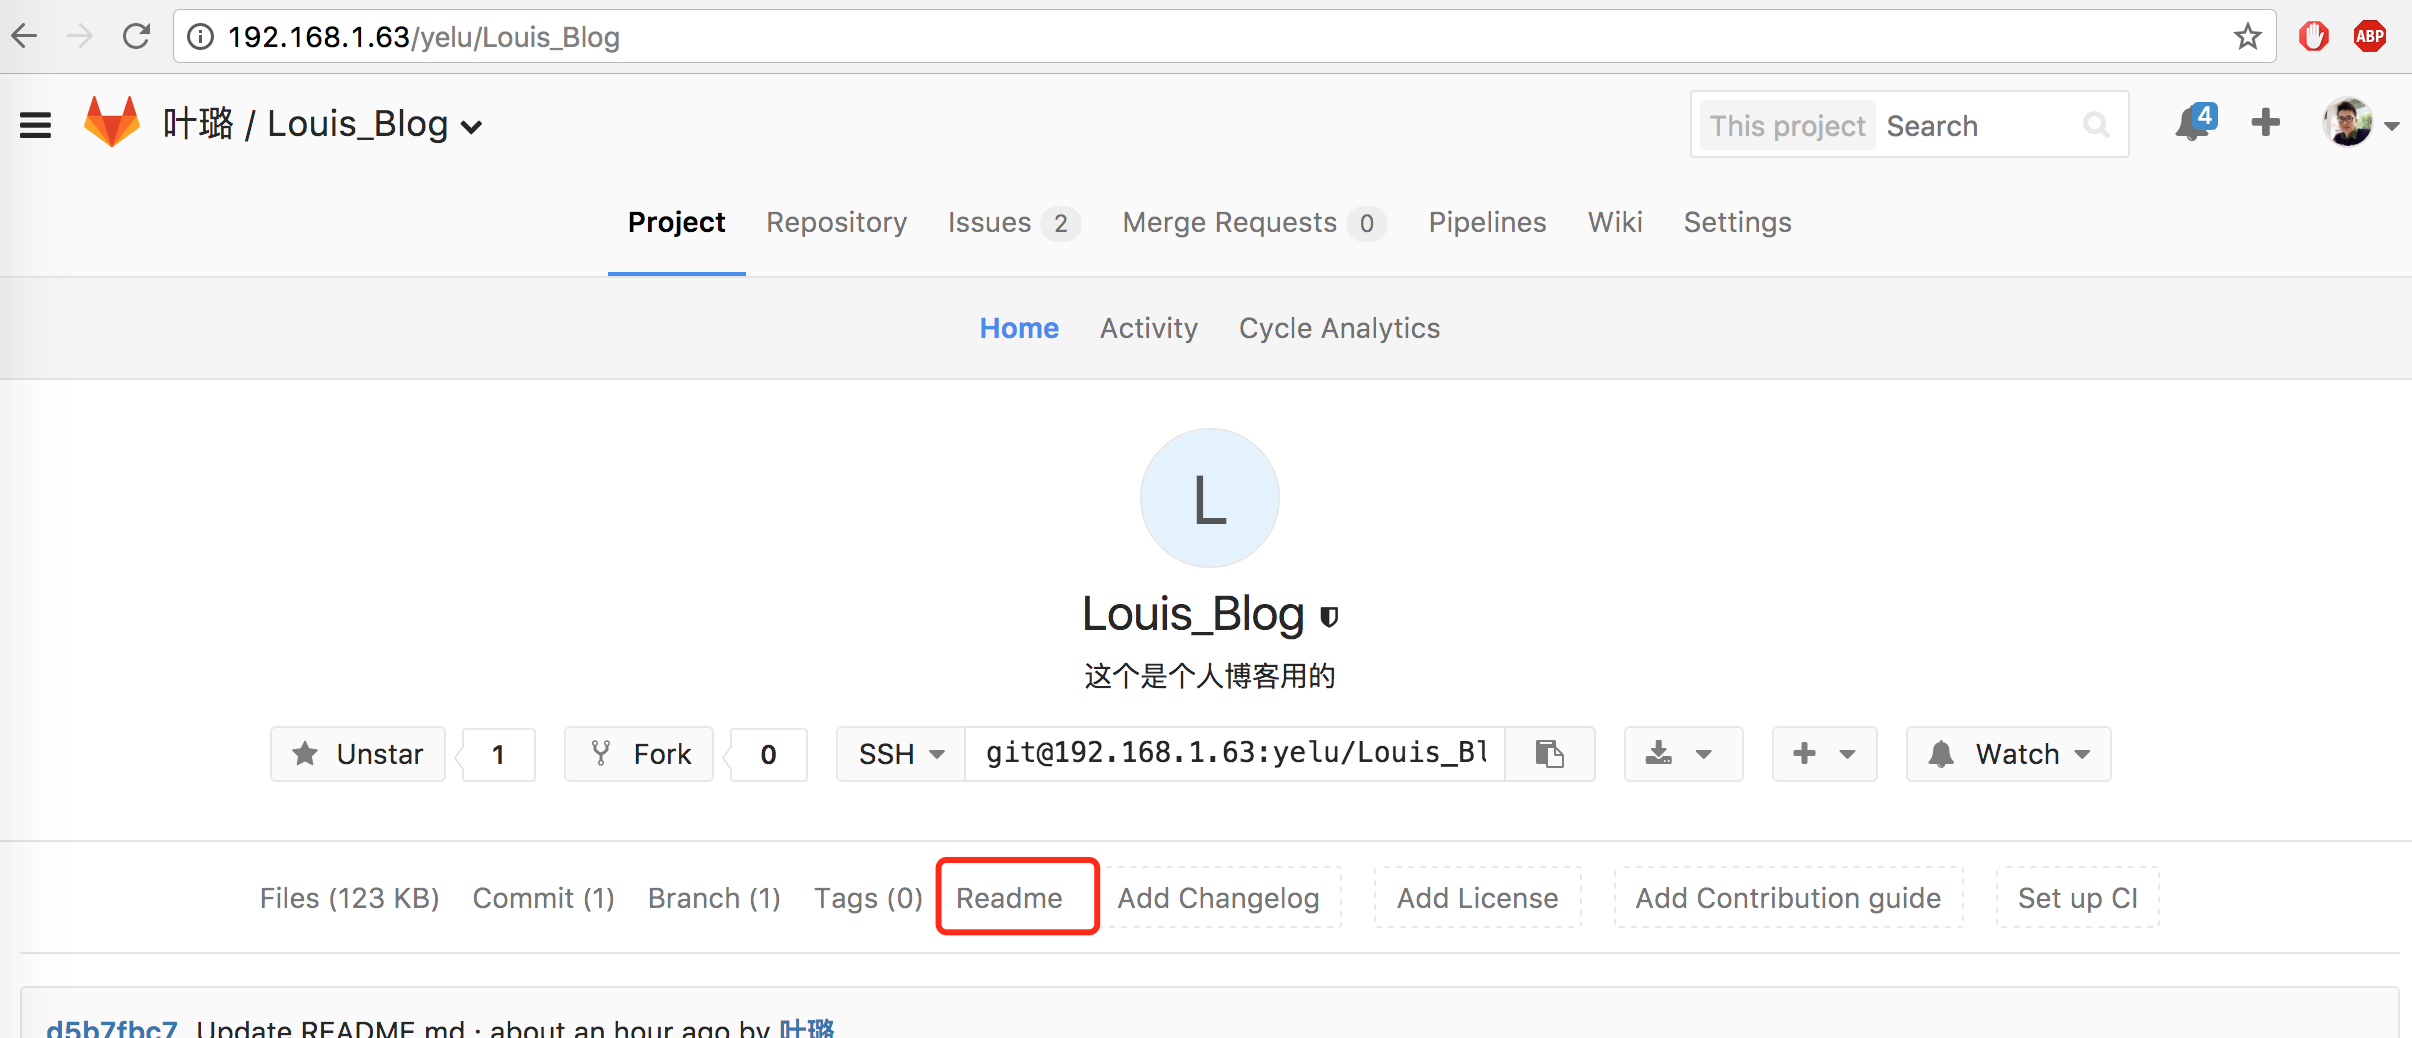 192.168.1.63/yelu/Louis_Blog
ABP
叶璐 / Louis_Blog
This project Search
4
Project Repository Issues 2 Merge Requests 0 Pipelines Wiki Settings
Home Activity Cycle Analytics
L
Louis_Blog
这个是个人博客用的
Unstar 1 Fork 0 SSH git@192.168.1.63:yelu/Louis_Bl Watch
Files (123 KB) Commit (1) Branch (1) Tags (0) Readme Add Changelog Add License Add Contribution guide Set up CI
d5b7fbc7 Update README.md · about an hour ago by 叶璐